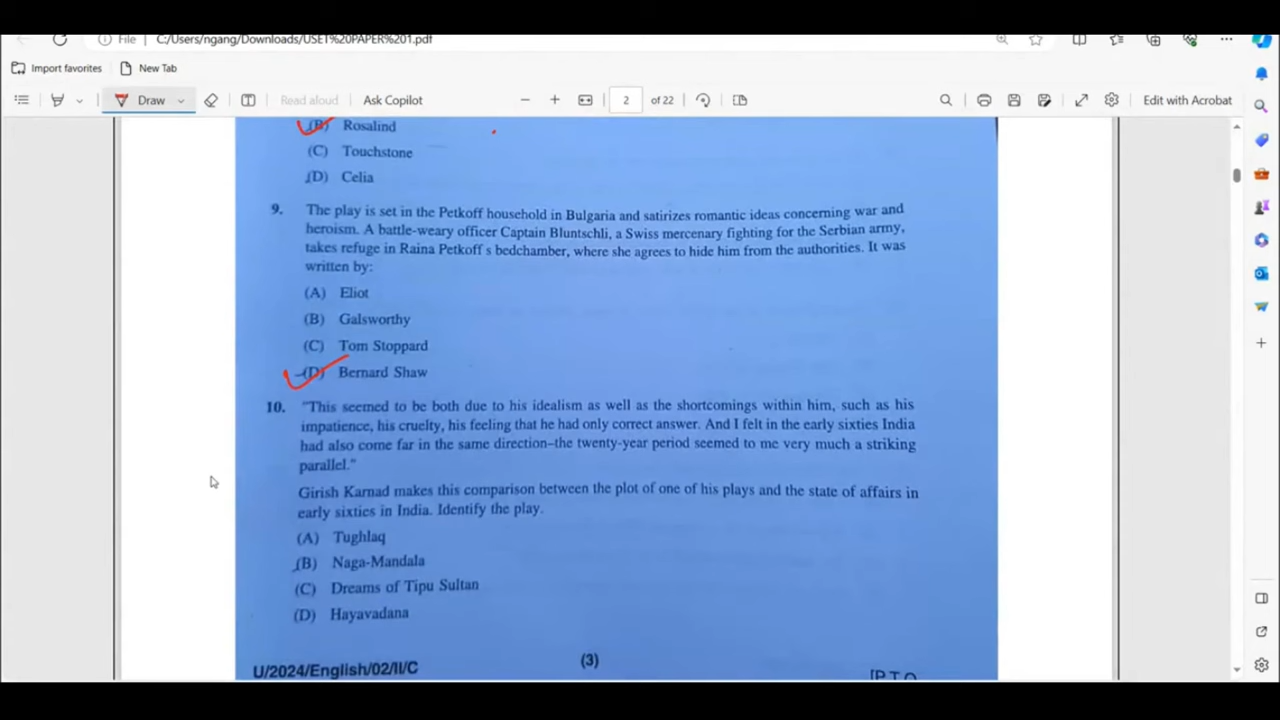 File C:/Users/ngang/Downloads/USET%20PAPER%201.pdf
Import favorites New Tab
Draw Read aloud Ask Copilot 2 of 22 Edit with Acrobat
(B) Rosalind
(C) Touchstone
(D) Celia
9. The play is set in the Petkoff household in Bulgaria and satirizes romantic ideas concerning war and
heroism. A battle-weary officer Captain Bluntschli, a Swiss mercenary fighting for the Serbian army,
takes refuge in Raina Petkoff s bedchamber, where she agrees to hide him from the authorities. It was
written by:
(A) Eliot
(B) Galsworthy
(C) Tom Stoppard
(D) Bernard Shaw
10. "This seemed to be both due to his idealism as well as the shortcomings within him, such as his
impatience, his cruelty, his feeling that he had only correct answer. And I felt in the early sixties India
had also come far in the same direction–the twenty-year period seemed to me very much a striking
parallel."
Girish Karnad makes this comparison between the plot of one of his plays and the state of affairs in
early sixties in India. Identify the play.
(A) Tughlaq
(B) Naga-Mandala
(C) Dreams of Tipu Sultan
(D) Hayavadana
U/2024/English/02/II/C (3) [P.T.O.